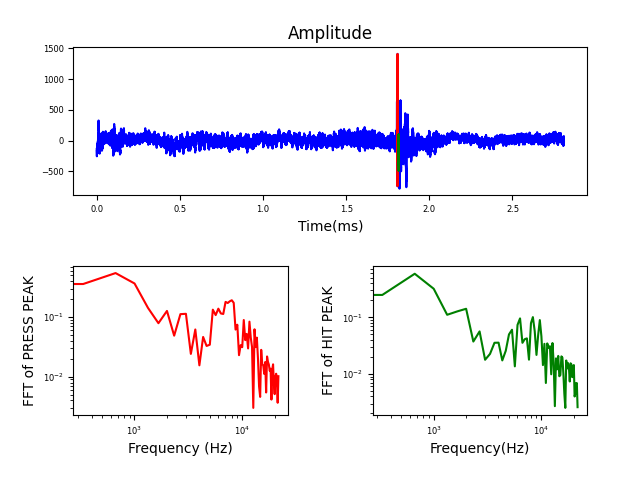 Amplitude
1500
1000
500
0
−500
0.0 0.5 1.0 1.5 2.0 2.5
Time(ms)
FFT of PRESS PEAK
10⁻¹
10⁻²
10³ 10⁴
Frequency (Hz)
FFT of HIT PEAK
10⁻¹
10⁻²
10³ 10⁴
Frequency(Hz)